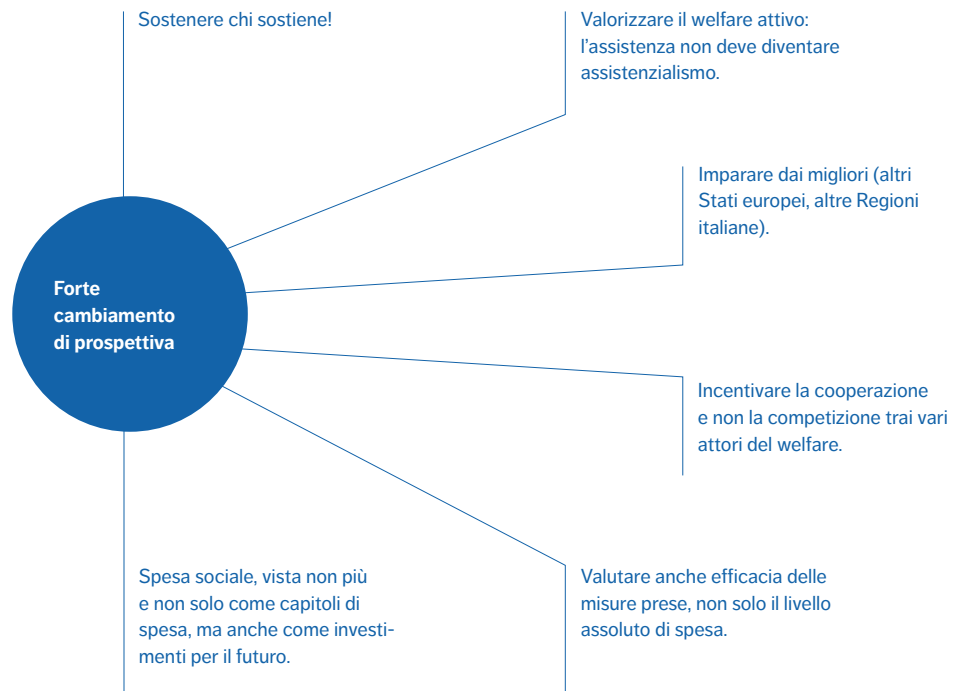 Sostenere chi sostiene!
Valorizzare il welfare attivo:
l’assistenza non deve diventare
assistenzialismo.
Imparare dai migliori (altri
Stati europei, altre Regioni
italiane).
Forte
cambiamento
di prospettiva
Incentivare la cooperazione
e non la competizione trai vari
attori del welfare.
Spesa sociale, vista non più
e non solo come capitoli di
spesa, ma anche come investi-
menti per il futuro.
Valutare anche efficacia delle
misure prese, non solo il livello
assoluto di spesa.